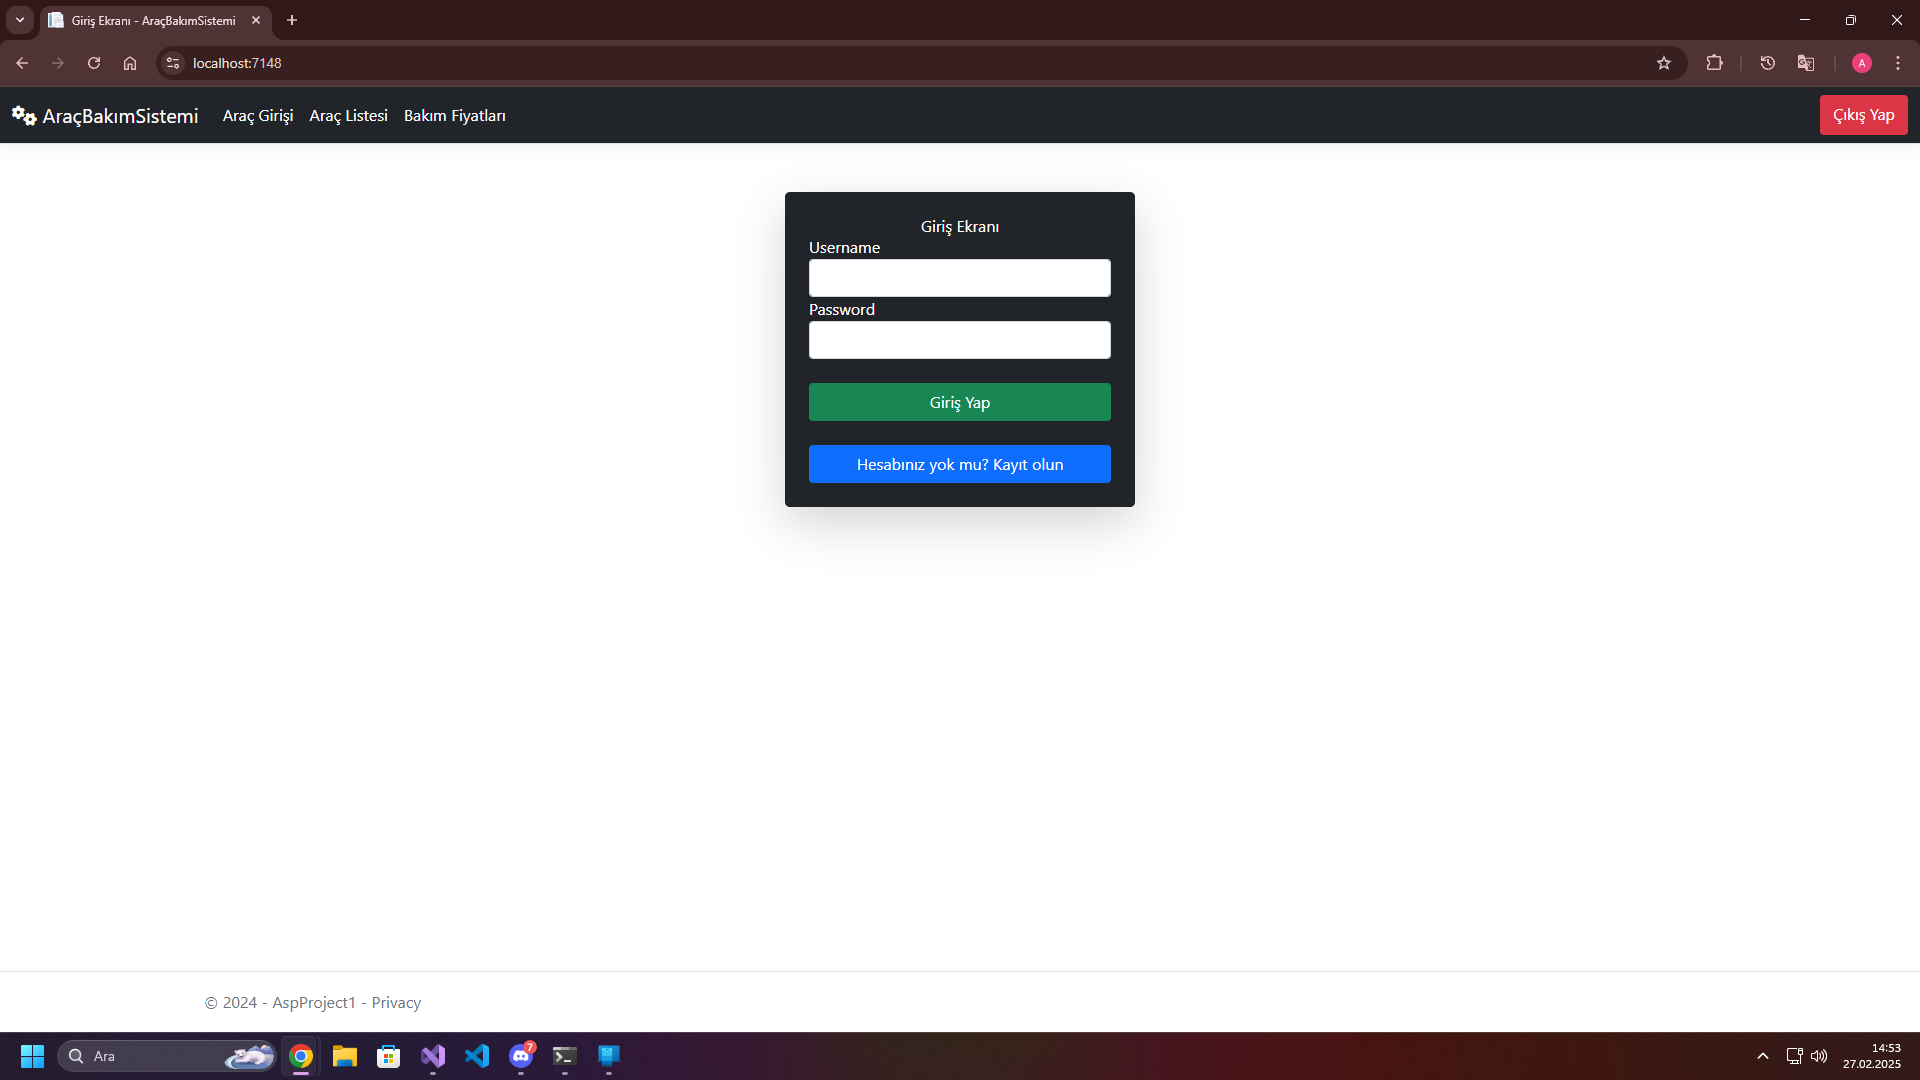 Giriş Ekranı - AraçBakımSistemi
localhost:7148
A
AraçBakımSistemi Araç Girişi Araç Listesi Bakım Fiyatları Çıkış Yap
Giriş Ekranı
Username
Password
Giriş Yap
Hesabınız yok mu? Kayıt olun
© 2024 - AspProject1 - Privacy
Ara
7
14:53
27.02.2025